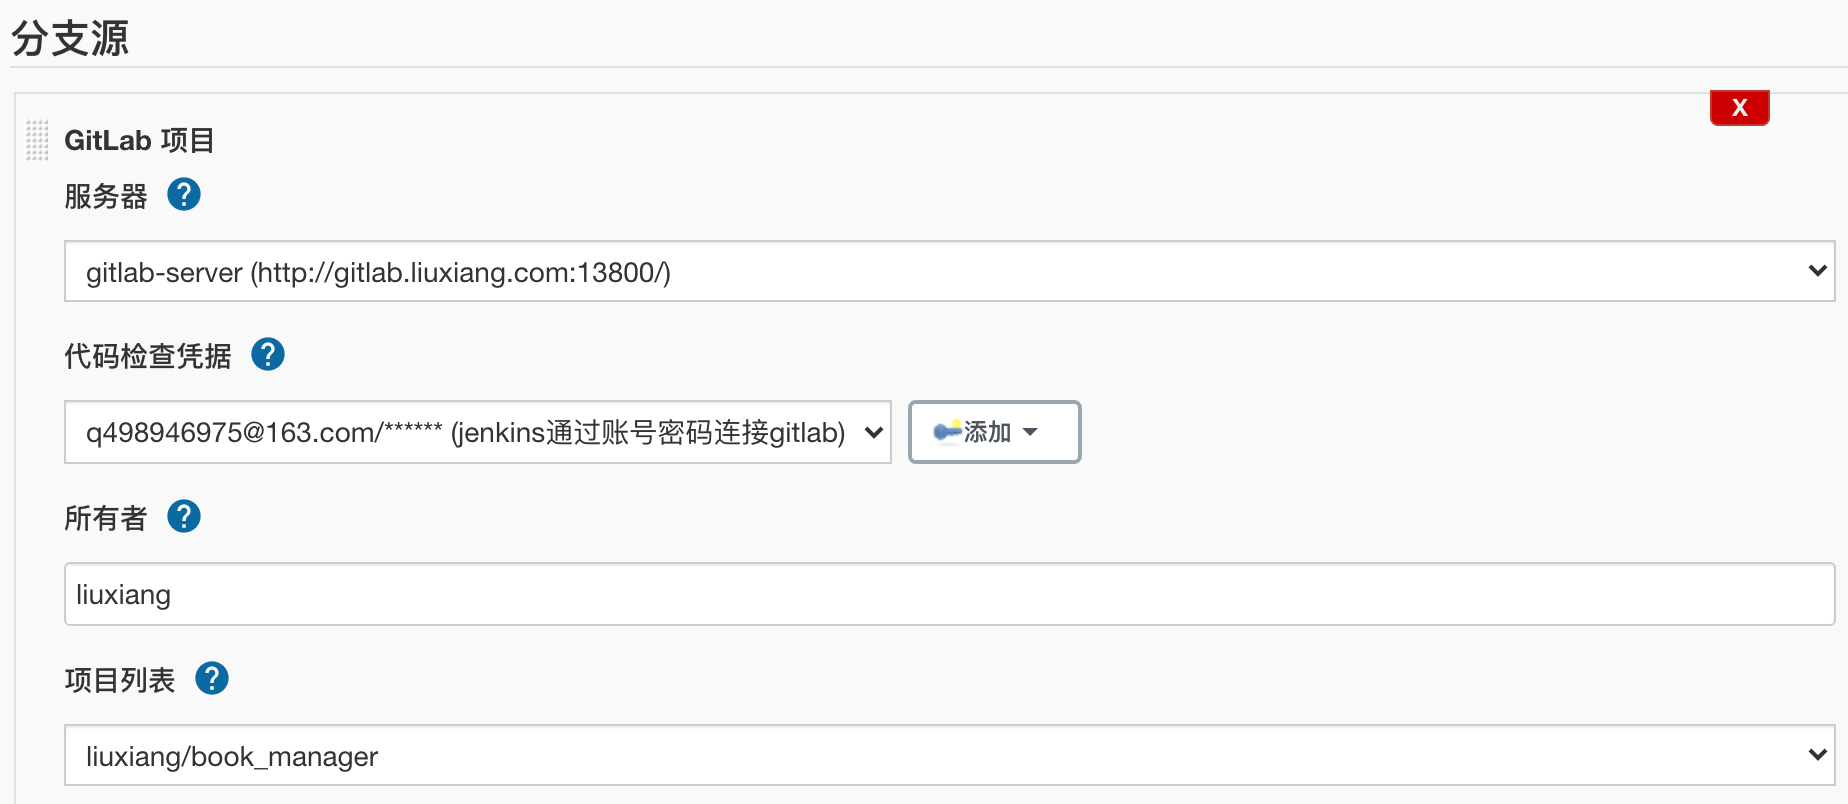 分支源
X
GitLab 项目
服务器 ?
gitlab-server (http://gitlab.liuxiang.com:13800/)
代码检查凭据 ?
q498946975@163.com/****** (jenkins通过账号密码连接gitlab)
添加
所有者 ?
liuxiang
项目列表 ?
liuxiang/book_manager